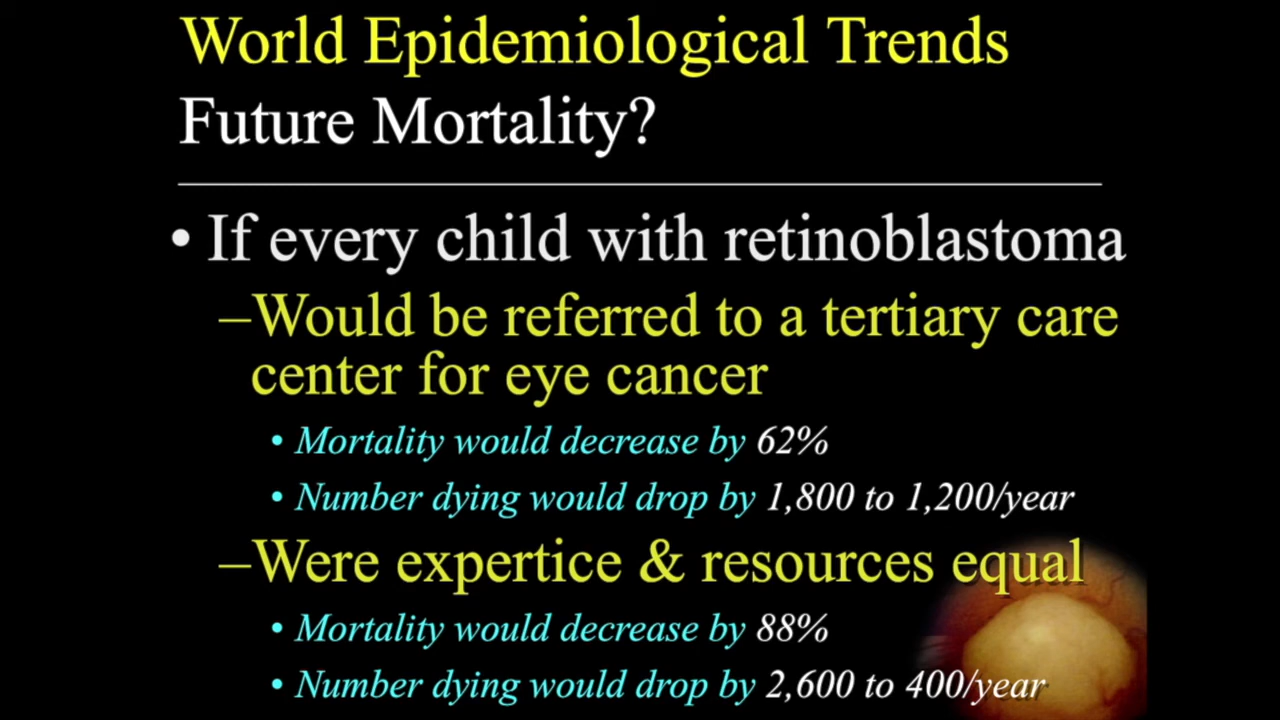 World Epidemiological Trends
Future Mortality?
• If every child with retinoblastoma
–Would be referred to a tertiary care
center for eye cancer
• Mortality would decrease by 62%
• Number dying would drop by 1,800 to 1,200/year
–Were expertice & resources equal
• Mortality would decrease by 88%
• Number dying would drop by 2,600 to 400/year